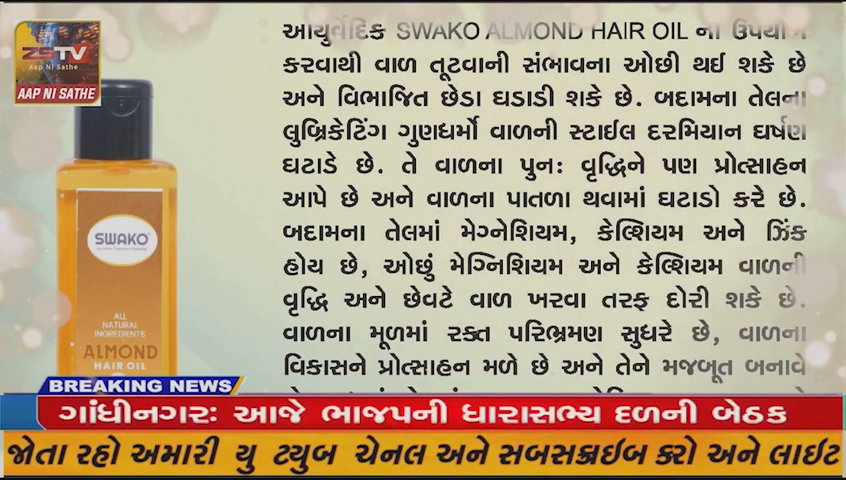 ZSTV
Aap Ni Sathe
AAP NI SATHE
આયુર્વેદિક SWAKO ALMOND HAIR OIL ના ઉપયોગ
કરવાથી વાળ તૂટવાની સંભાવના ઓછી થઈ શકે છે
અને વિભાજિત છેડા ઘડાડી શકે છે. બદામના તેલના
લુબ્રિકેટિંગ ગુણધર્મો વાળની સ્ટાઈલ દરમિયાન ઘર્ષણ
ઘટાડે છે. તે વાળના પુનઃ વૃદ્ધિને પણ પ્રોત્સાહન
આપે છે અને વાળના પાતળા થવામાં ઘટાડો કરે છે.
બદામના તેલમાં મેગ્નેશિયમ, કેલ્શિયમ અને ઝિંક
હોય છે, ઓછું મેગ્નિશિયમ અને કેલ્શિયમ વાળની
વૃદ્ધિ અને છેવટે વાળ ખરવા તરફ દોરી શકે છે.
વાળના મૂળમાં રક્ત પરિભ્રમણ સુધરે છે, વાળના
વિકાસને પ્રોત્સાહન મળે છે અને તેને મજબૂત બનાવે
SWAKO
ALL
NATURAL
INGREDIENTS
ALMOND
HAIR OIL
BREAKING NEWS
ગાંધીનગરઃ આજે ભાજપની ધારાસભ્ય દળની બેઠક
જોતા રહો અમારી યુ ટ્યુબ ચેનલ અને સબસક્રાઇબ કરો અને લાઈટ